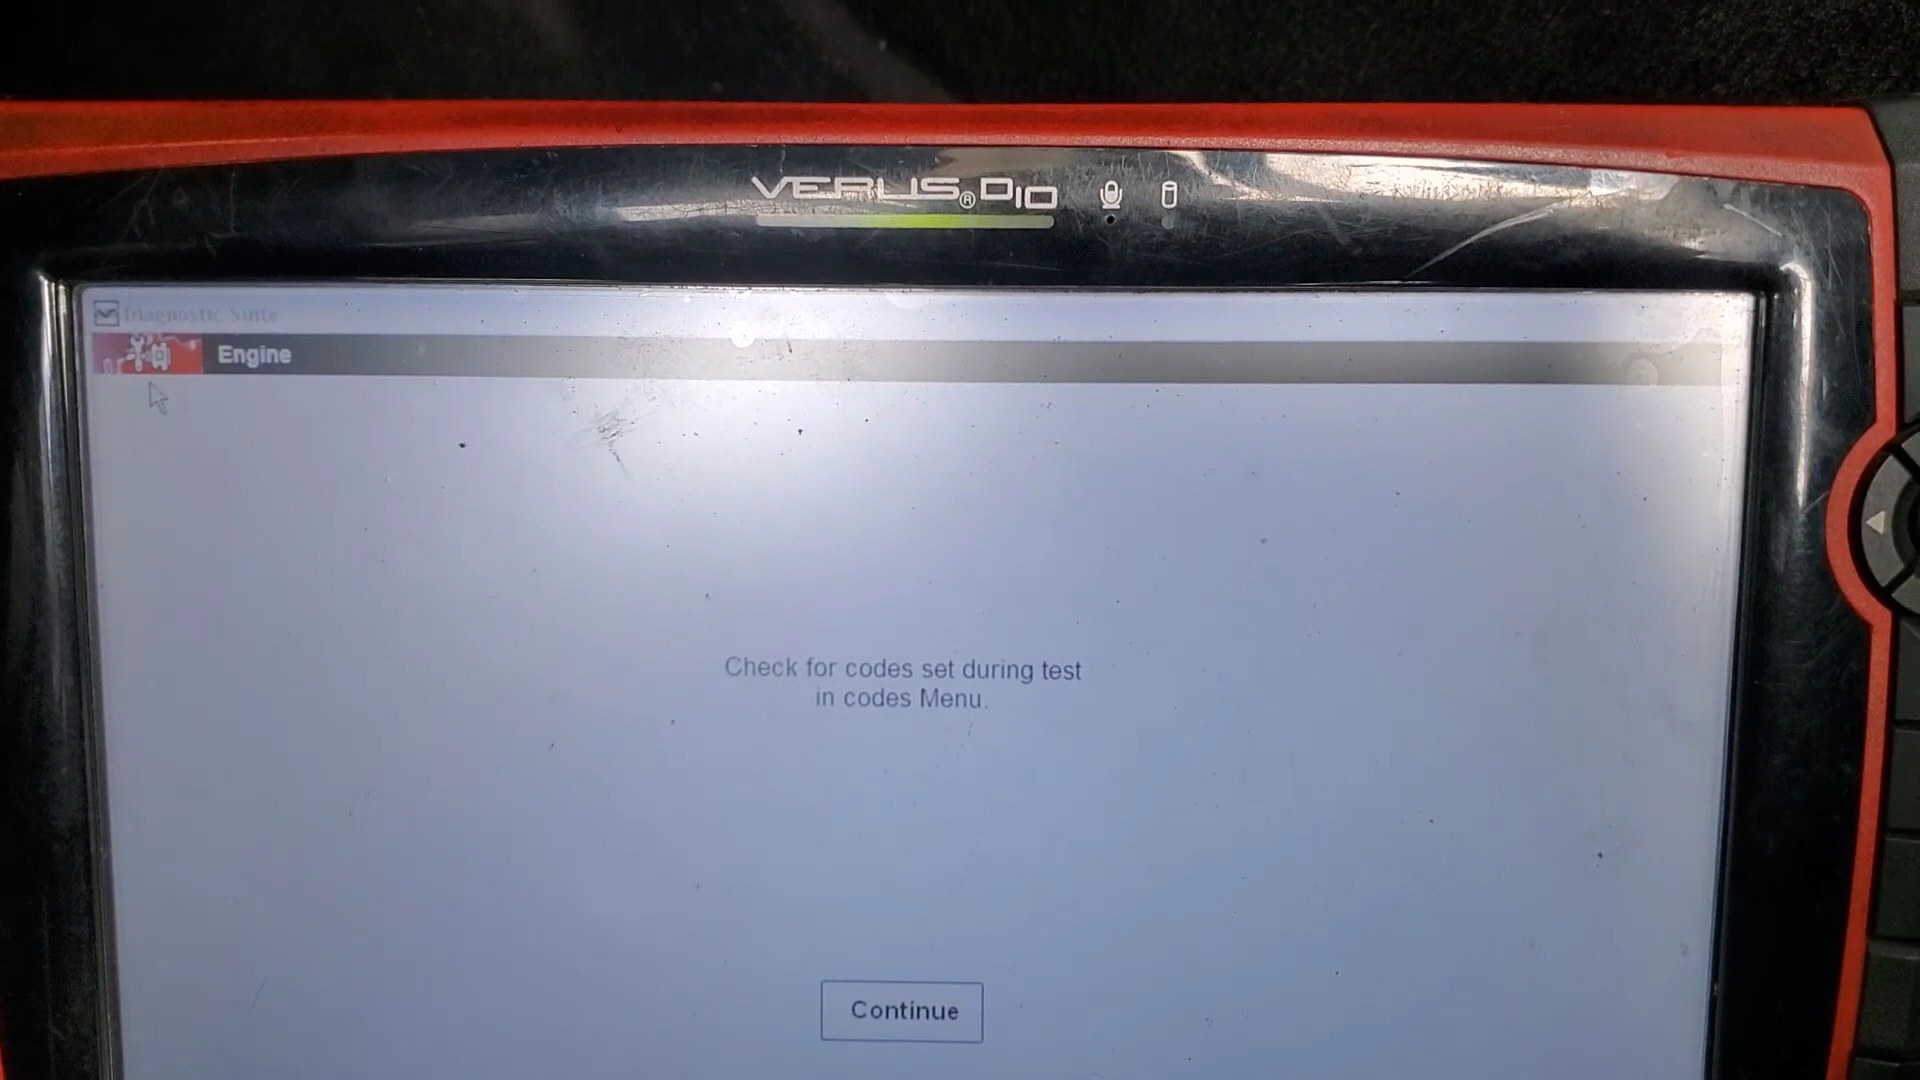 VERUS® D10
Diagnostic Suite
Engine
Check for codes set during test
in codes Menu.
Continue